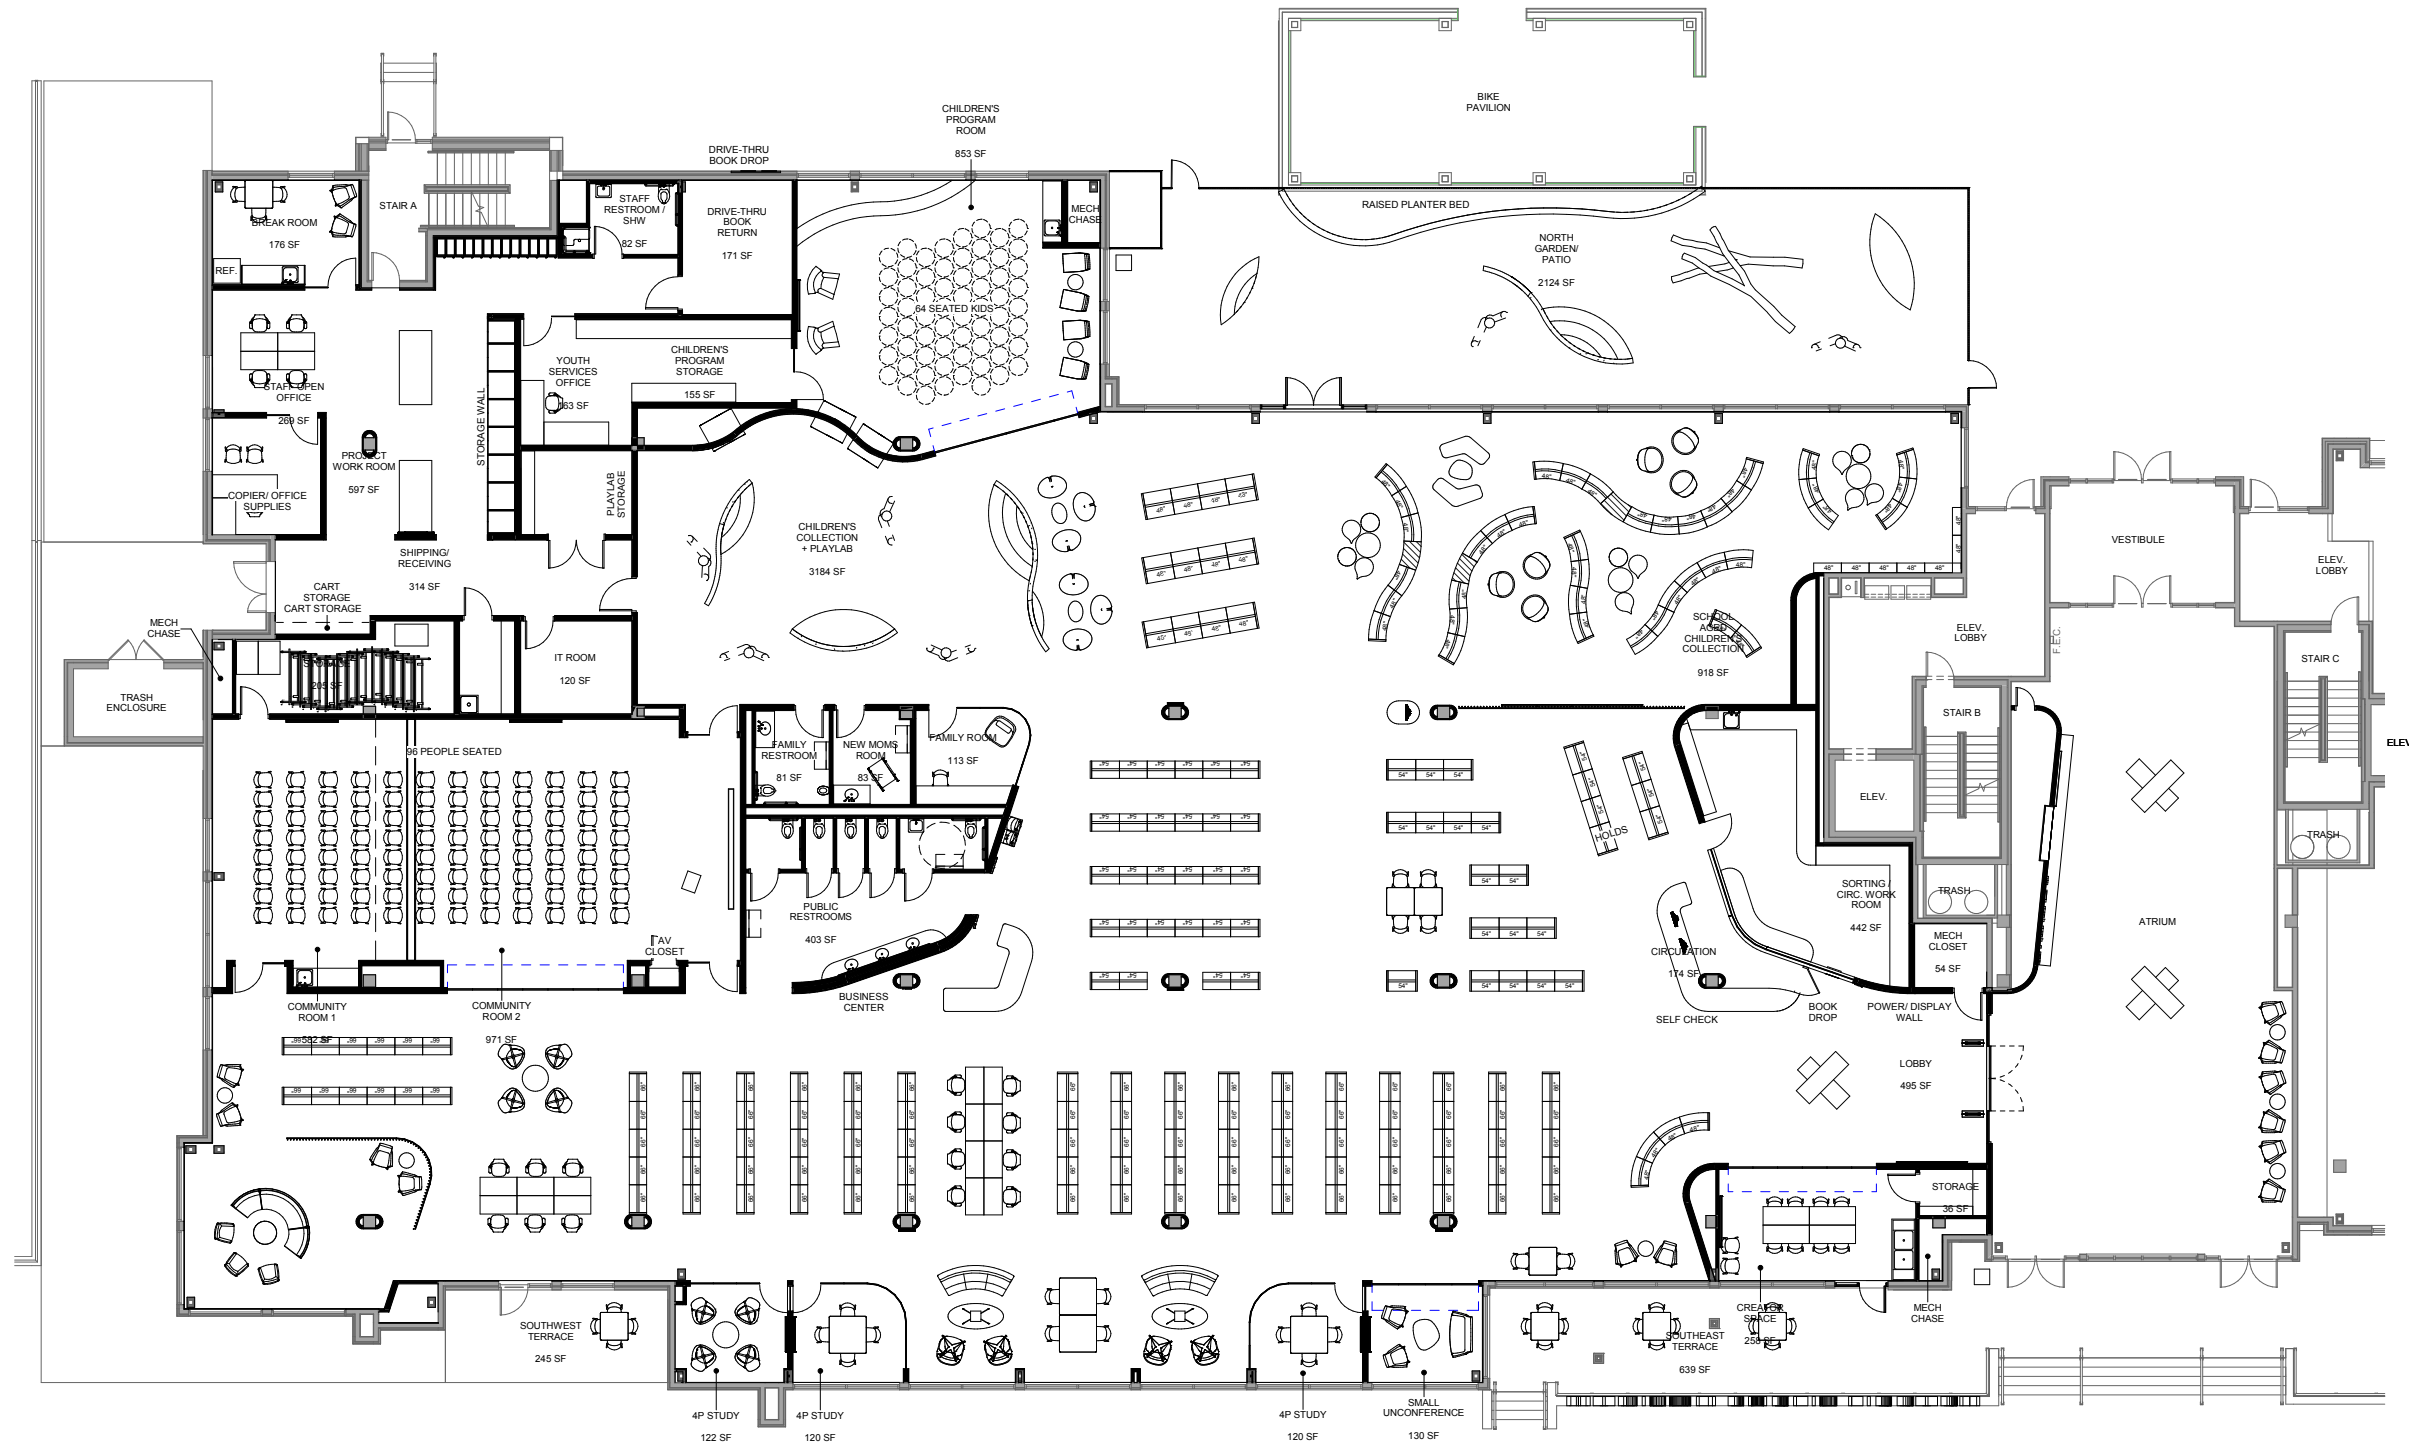 BIKE
PAVILION
CHILDREN'S
PROGRAM
ROOM
853 SF
DRIVE-THRU
BOOK DROP
STAIR A
BREAK ROOM
176 SF
REF.
STAFF
RESTROOM /
SHW
82 SF
DRIVE-THRU
BOOK
RETURN
171 SF
MECH
CHASE
RAISED PLANTER BED
NORTH
GARDEN/
PATIO
2124 SF
64 SEATED KIDS
YOUTH
SERVICES
OFFICE
163 SF
CHILDREN'S
PROGRAM
STORAGE
155 SF
STAFF OPEN
OFFICE
269 SF
STORAGE WALL
PROJECT
WORK ROOM
597 SF
COPIER/ OFFICE
SUPPLIES
PLAYLAB
STORAGE
CHILDREN'S
COLLECTION
+ PLAYLAB
3184 SF
SHIPPING/
RECEIVING
314 SF
CART
STORAGE
CART STORAGE
MECH
CHASE
TRASH
ENCLOSURE
STORAGE
205 SF
IT ROOM
120 SF
SCHOOL
AGED
CHILDREN'S
COLLECTION
918 SF
VESTIBULE
ELEV.
LOBBY
ELEV.
LOBBY
F.E.C.
STAIR C
STAIR B
ELEV
ELEV.
TRASH
TRASH
96 PEOPLE SEATED
FAMILY
RESTROOM
81 SF
NEW MOMS
ROOM
83 SF
FAMILY ROOM
113 SF
HOLDS
SORTING /
CIRC. WORK
ROOM
442 SF
ATRIUM
PUBLIC
RESTROOMS
403 SF
AV
CLOSET
MECH
CLOSET
54 SF
CIRCULATION
174 SF
COMMUNITY
ROOM 1
582 SF
COMMUNITY
ROOM 2
971 SF
BUSINESS
CENTER
SELF CHECK
BOOK
DROP
POWER/ DISPLAY
WALL
LOBBY
495 SF
STORAGE
36 SF
SOUTHWEST
TERRACE
245 SF
CREATOR
SPACE
258 SF
SOUTHEAST
TERRACE
639 SF
MECH
CHASE
4P STUDY
122 SF
4P STUDY
120 SF
4P STUDY
120 SF
SMALL
UNCONFERENCE
130 SF